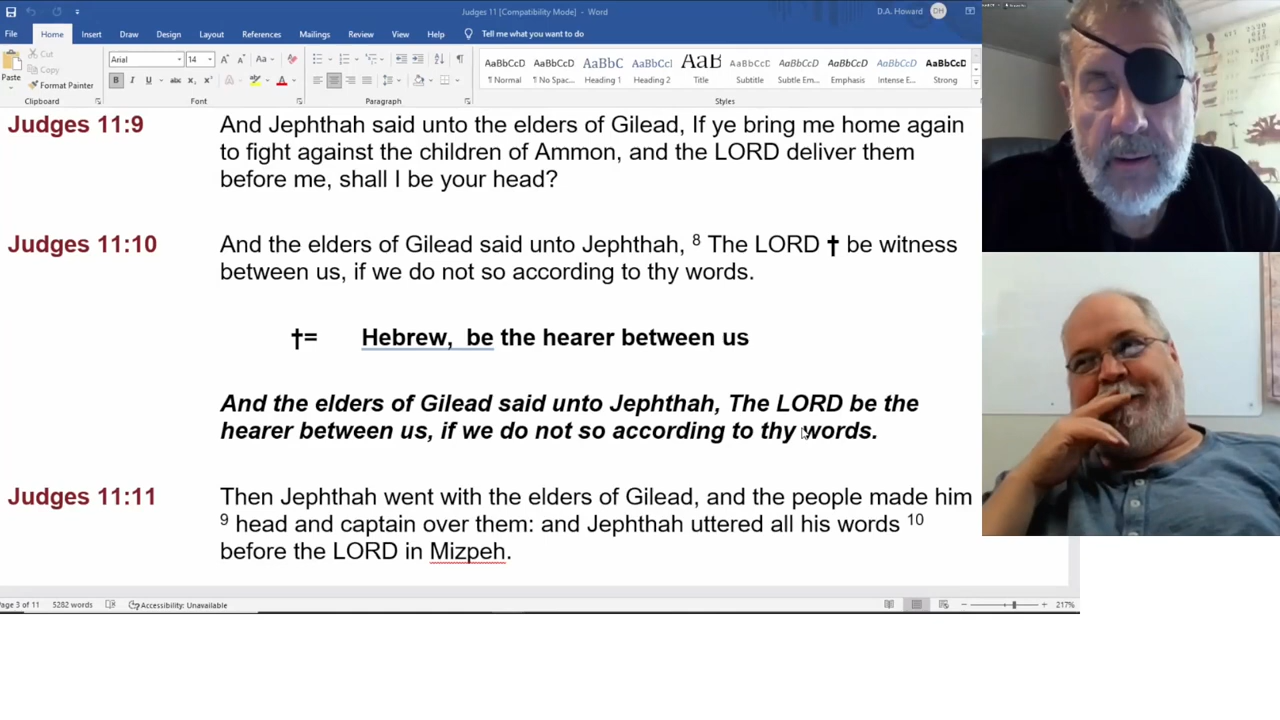 Judges 11 [Compatibility Mode] - Word
D.A. Howard DH
File Home Insert Draw Design Layout References Mailings Review View Help Tell me what you want to do
Paste
Cut
Copy
Format Painter
Arial 14
AaBbCcD AaBbCcD AaBbC AaBbCcl AaB AaBbCcD AaBbCcD AaBbCcD AaBbCcD AaBbCcD
¶ Normal ¶ No Spac... Heading 1 Heading 2 Title Subtitle Subtle Em... Emphasis Intense E... Strong
Clipboard Font Paragraph Styles
Judges 11:9 And Jephthah said unto the elders of Gilead, If ye bring me home again
to fight against the children of Ammon, and the LORD deliver them
before me, shall I be your head?
Judges 11:10 And the elders of Gilead said unto Jephthah, 8 The LORD ✝ be witness
between us, if we do not so according to thy words.
✝= Hebrew, be the hearer between us
And the elders of Gilead said unto Jephthah, The LORD be the
hearer between us, if we do not so according to thy words.
Judges 11:11 Then Jephthah went with the elders of Gilead, and the people made him
9 head and captain over them: and Jephthah uttered all his words 10
before the LORD in Mizpeh.
Page 3 of 11 5282 words Accessibility: Unavailable 217%